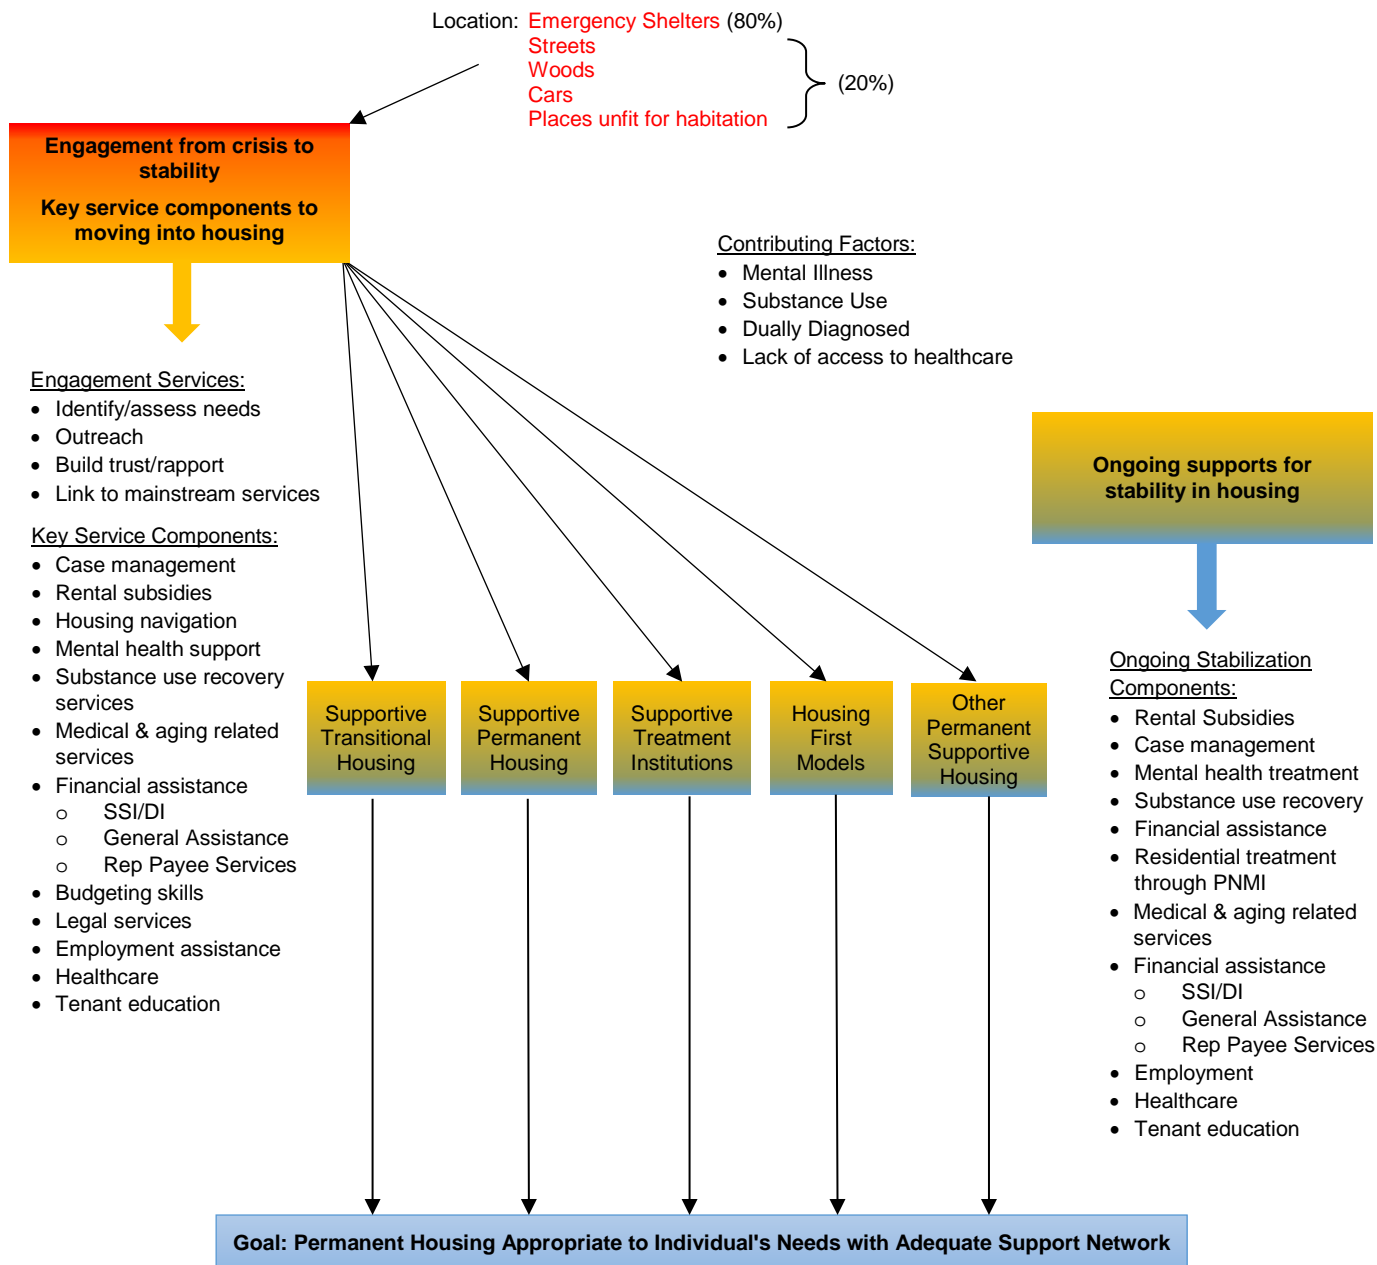 Location: Emergency Shelters (80%)
Streets
Woods
Cars
Places unfit for habitation
(20%)
Engagement from crisis to
stability
Key service components to
moving into housing
Contributing Factors:
• Mental Illness
• Substance Use
• Dually Diagnosed
• Lack of access to healthcare
Engagement Services:
• Identify/assess needs
• Outreach
• Build trust/rapport
• Link to mainstream services
Key Service Components:
• Case management
• Rental subsidies
• Housing navigation
• Mental health support
• Substance use recovery
services
• Medical & aging related
services
• Financial assistance
o SSI/DI
o General Assistance
o Rep Payee Services
• Budgeting skills
• Legal services
• Employment assistance
• Healthcare
• Tenant education
Supportive
Transitional
Housing
Supportive
Permanent
Housing
Supportive
Treatment
Institutions
Housing
First
Models
Other
Permanent
Supportive
Housing
Ongoing supports for
stability in housing
Ongoing Stabilization
Components:
• Rental Subsidies
• Case management
• Mental health treatment
• Substance use recovery
• Financial assistance
• Residential treatment
through PNMI
• Medical & aging related
services
• Financial assistance
o SSI/DI
o General Assistance
o Rep Payee Services
• Employment
• Healthcare
• Tenant education
Goal: Permanent Housing Appropriate to Individual's Needs with Adequate Support Network